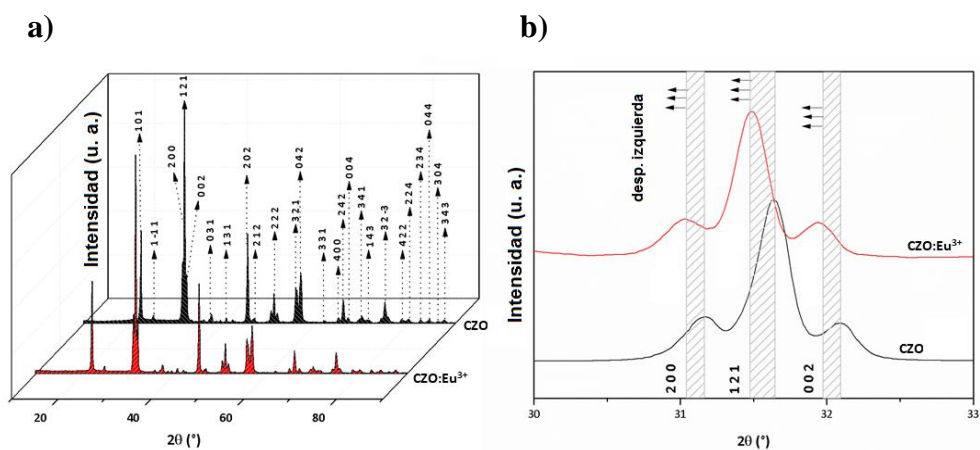 a)
b)
Intensidad (u. a.)
1 0 1
1 -1 1
2 0 0
1 2 1
0 0 2
0 3 1
1 3 1
2 0 2
2 1 2
2 2 2
3 2 1
0 4 2
3 3 1
4 0 0
2 4 2
0 0 4
3 4 1
1 4 3
3 2 -3
4 2 2
2 2 4
2 3 4
0 4 4
3 0 4
3 4 3
CZO
CZO:Eu³⁺
20
40
60
80
2θ (°)
Intensidad (u. a.)
desp. izquierda
CZO:Eu³⁺
CZO
2 0 0
1 2 1
0 0 2
30
31
32
33
2θ (°)